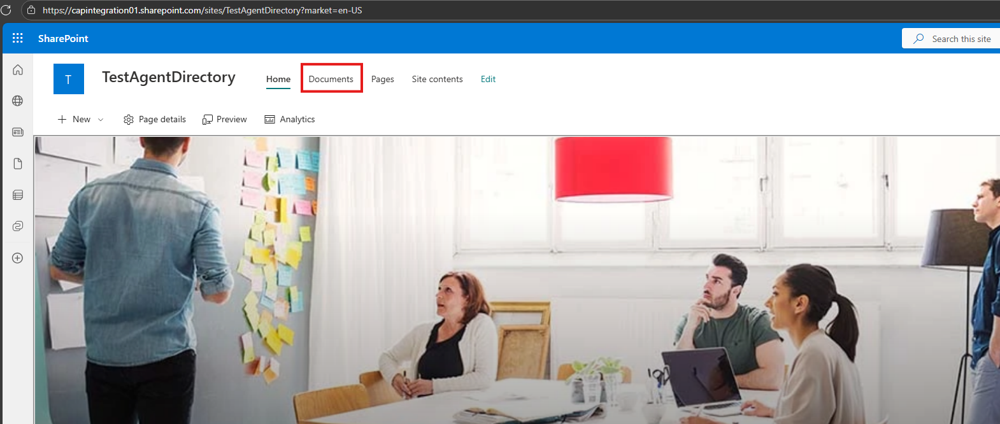 https://capintegration01.sharepoint.com/sites/TestAgentDirectory?market=en-US
SharePoint
Search this site
T
TestAgentDirectory
Home
Documents
Pages
Site contents
Edit
New
Page details
Preview
Analytics